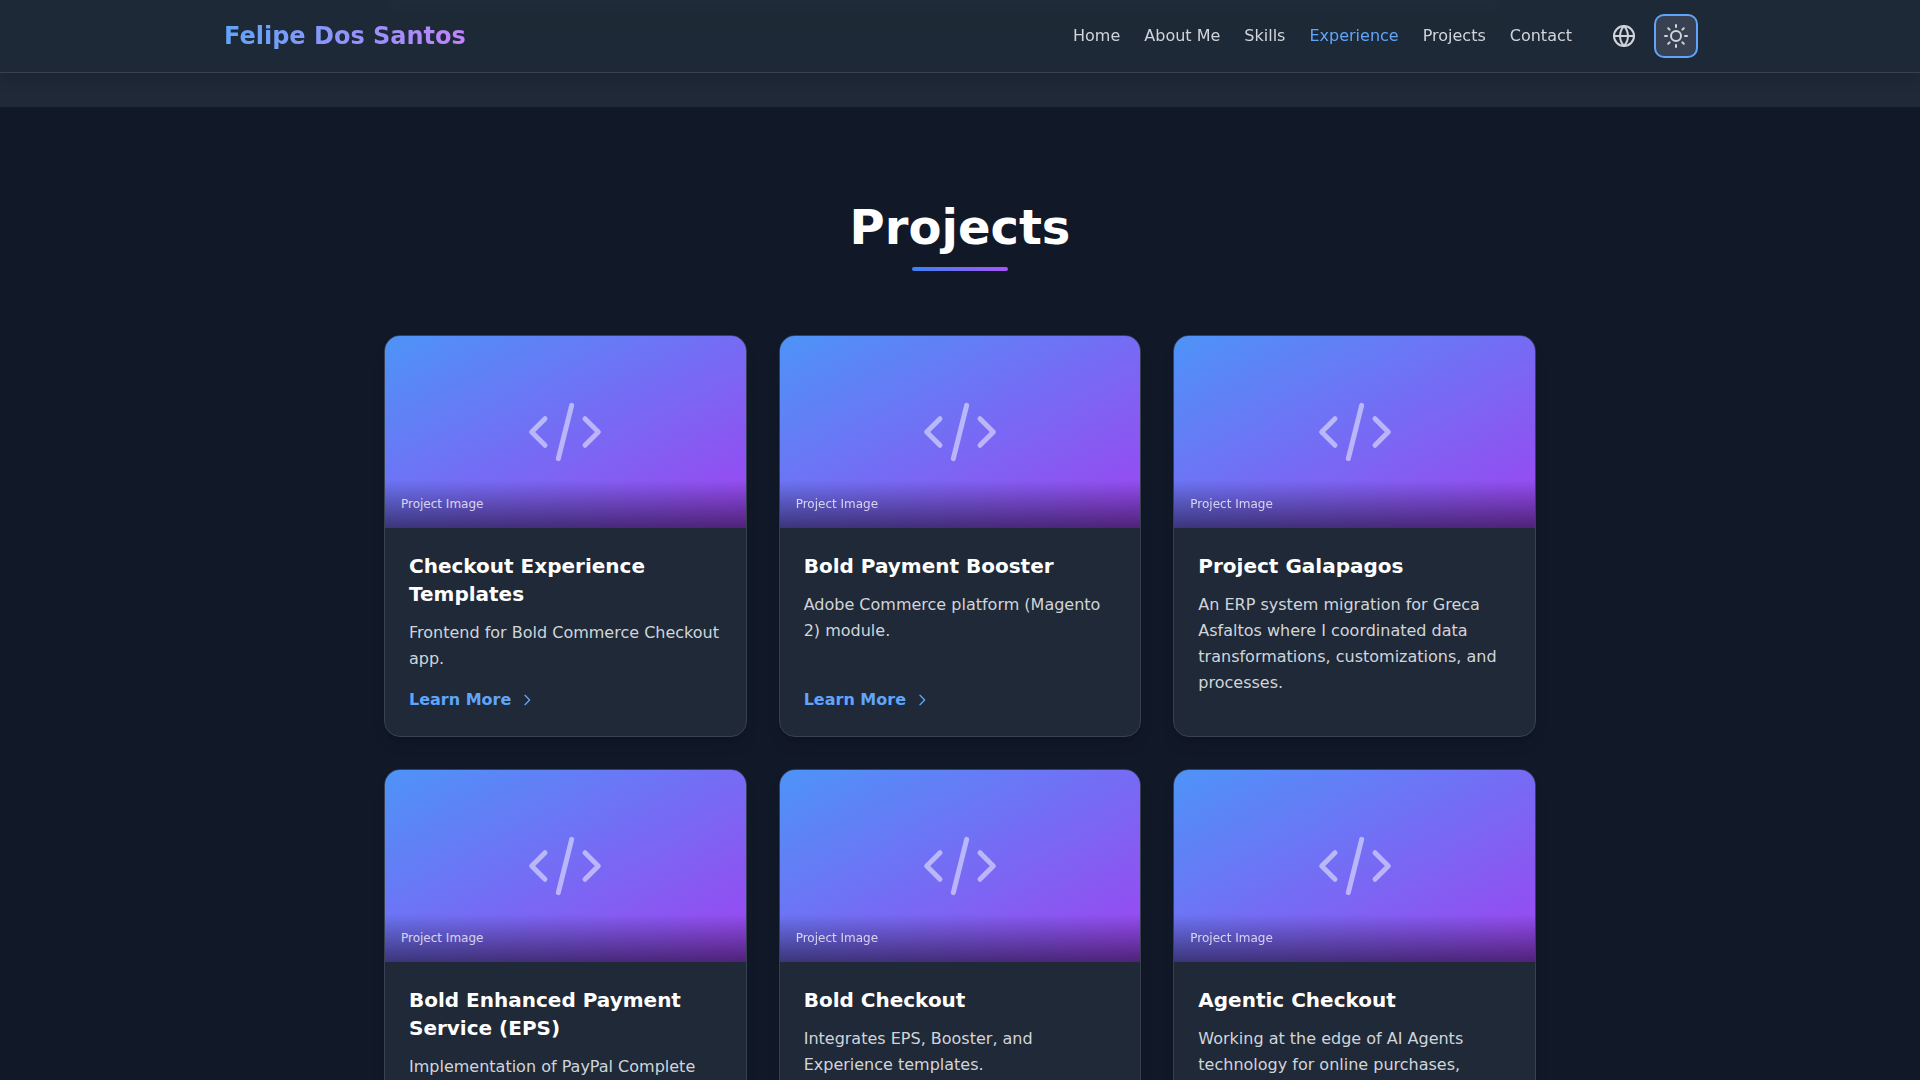 Felipe Dos Santos
Home
About Me
Skills
Experience
Projects
Contact
Projects
Project Image
Checkout Experience
Templates
Frontend for Bold Commerce Checkout
app.
Learn More
Project Image
Bold Payment Booster
Adobe Commerce platform (Magento
2) module.
Learn More
Project Image
Project Galapagos
An ERP system migration for Greca
Asfaltos where I coordinated data
transformations, customizations, and
processes.
Project Image
Bold Enhanced Payment
Service (EPS)
Implementation of PayPal Complete
Project Image
Bold Checkout
Integrates EPS, Booster, and
Experience templates.
Project Image
Agentic Checkout
Working at the edge of AI Agents
technology for online purchases,